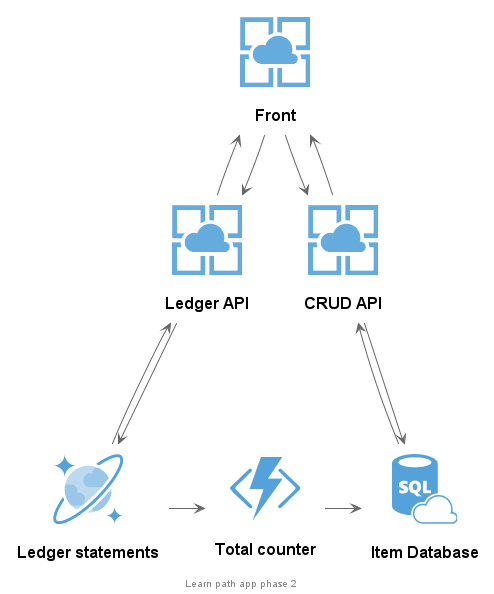 Front
Ledger API
CRUD API
SQL
Ledger statements
Total counter
Item Database
Learn path app phase 2